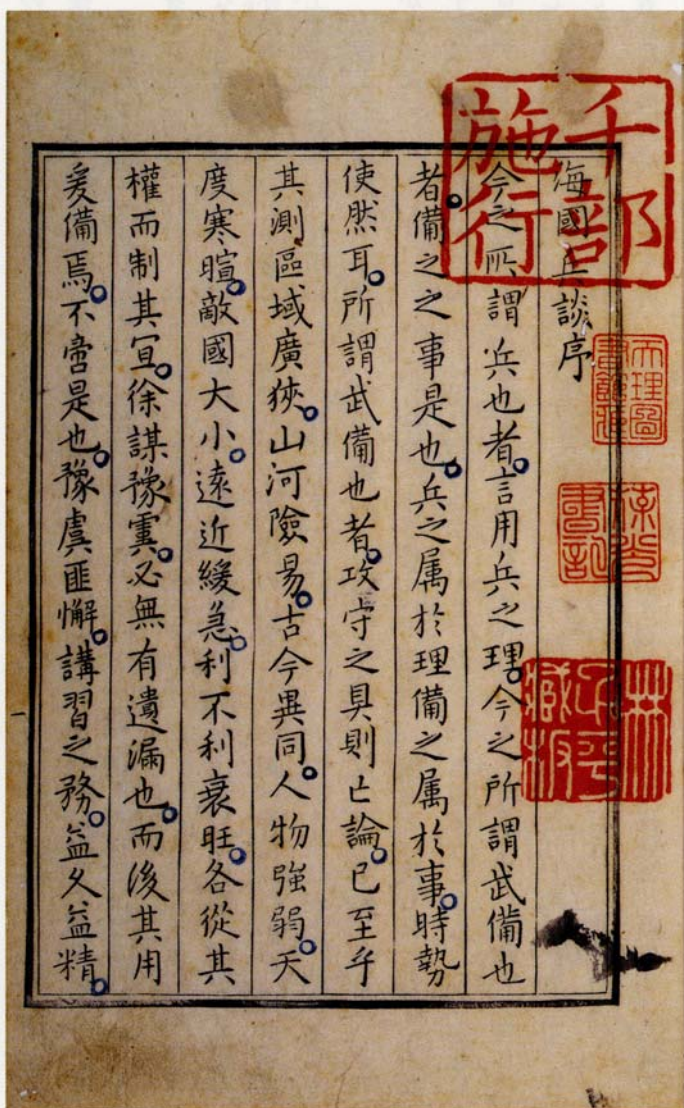 千部施行
海國兵談序
今之所謂兵也者。言用兵之理。今之所謂武備也
者。備之之事是也。兵之属於理備之属於事。時勢
使然耳。所謂武備也者。攻守之具則亡論。已至乎
其測區域廣狹。山河險易。古今異同。人物強弱。天
度寒暄。敵國大小。遠近緩急。利不利衰旺。各從其
權而制其宜。徐謀豫。必無有遺漏也。而後其用
爰備焉。不啻是也。豫虞匪懈。講習之務。益久益精。
一
林子平藏板